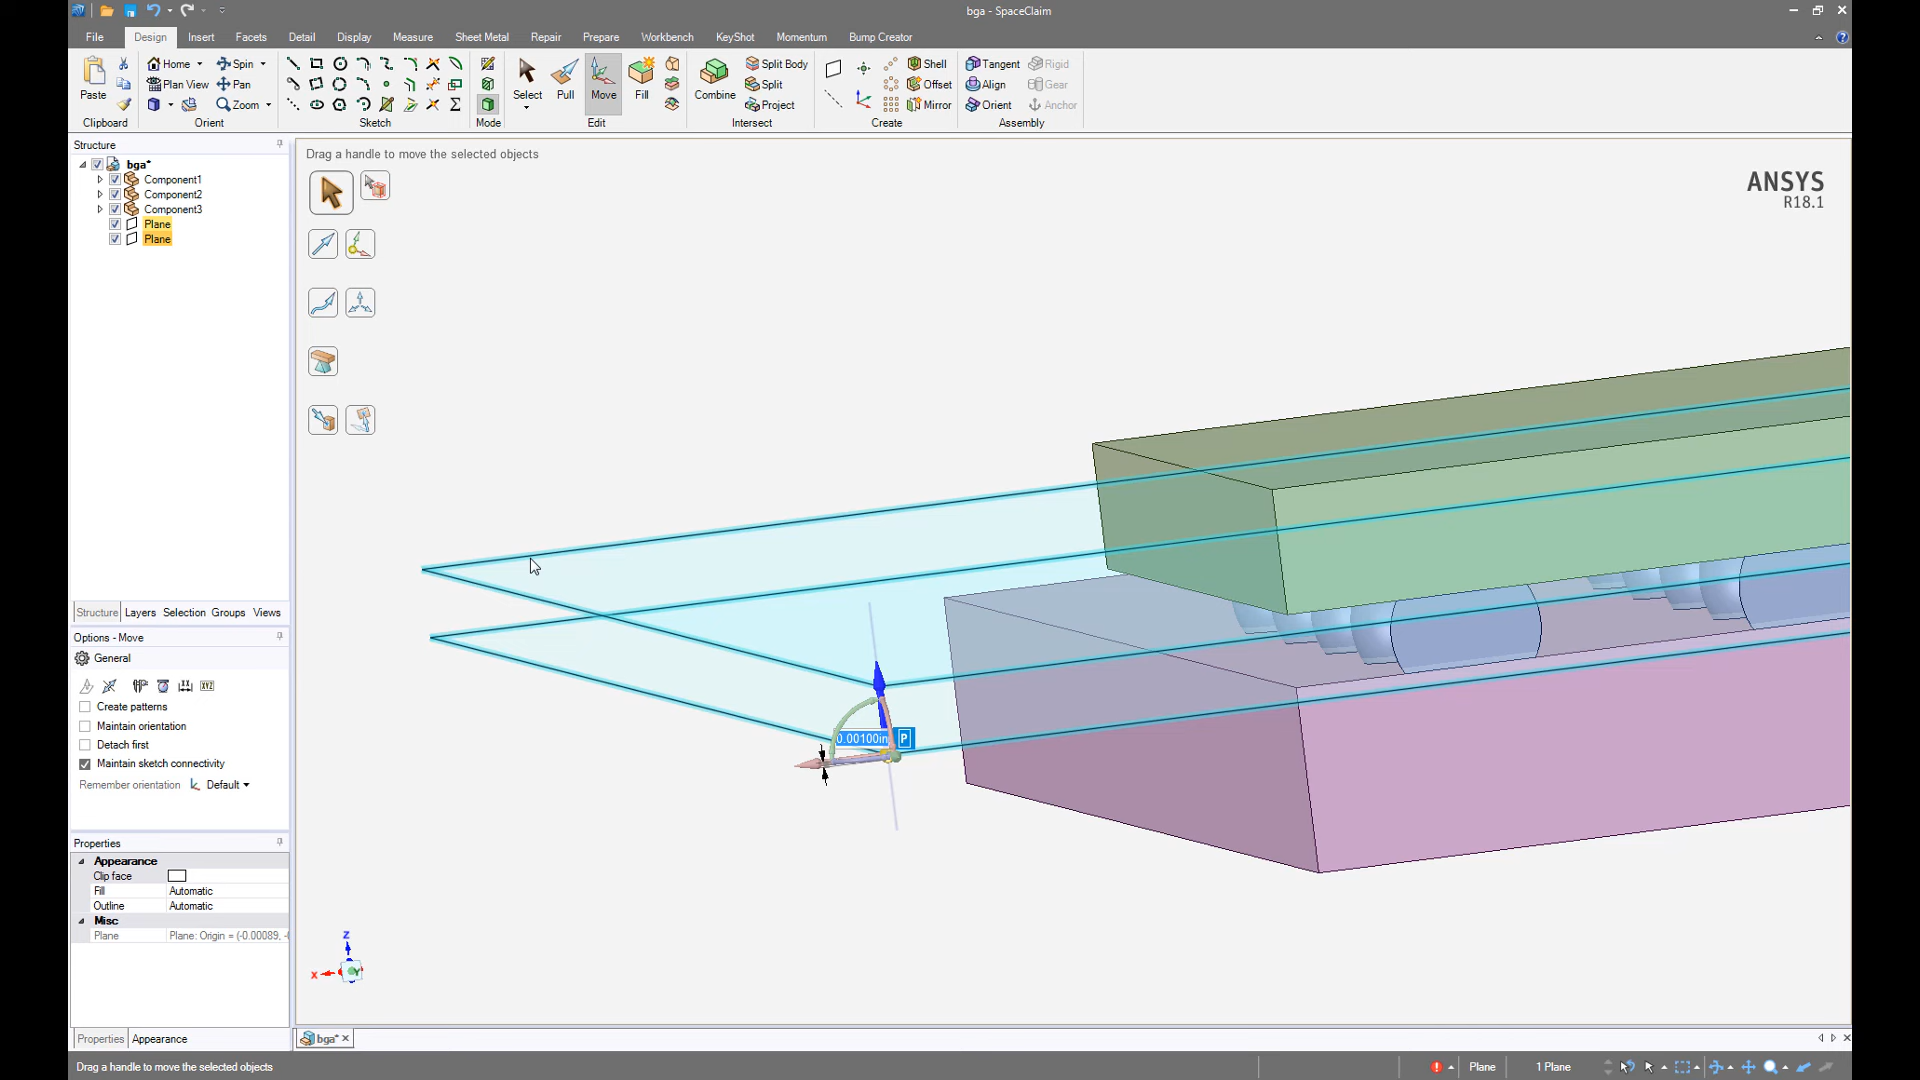 bga - SpaceClaim
File Design Insert Facets Detail Display Measure Sheet Metal Repair Prepare Workbench KeyShot Momentum Bump Creator
Paste
Home
Plan View
Spin
Pan
Zoom
Select
Pull
Move
Fill
Combine
Split Body
Split
Project
Shell
Offset
Mirror
Tangent
Align
Orient
Rigid
Gear
Anchor
Clipboard Orient Sketch Mode Edit Intersect Create Assembly
Structure
bga*
Component1
Component2
Component3
Plane
Plane
Structure Layers Selection Groups Views
Options - Move
General
XYZ
Create patterns
Maintain orientation
Detach first
Maintain sketch connectivity
Remember orientation Default
Properties
Appearance
Clip face
Fill Automatic
Outline Automatic
Misc
Plane Plane: Origin = (-0.00089, -
Properties Appearance
Drag a handle to move the selected objects
ANSYS
R18.1
0.00100in P
Z
X
Y
bga*
Drag a handle to move the selected objects
Plane 1 Plane